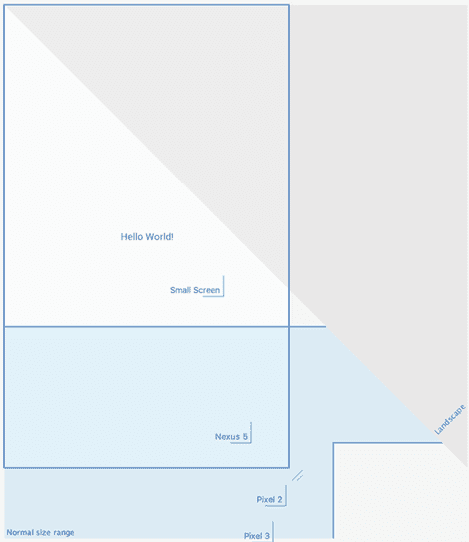 Hello World!
Small Screen
Landscape
Nexus 5
Pixel 2
Normal size range
Pixel 3